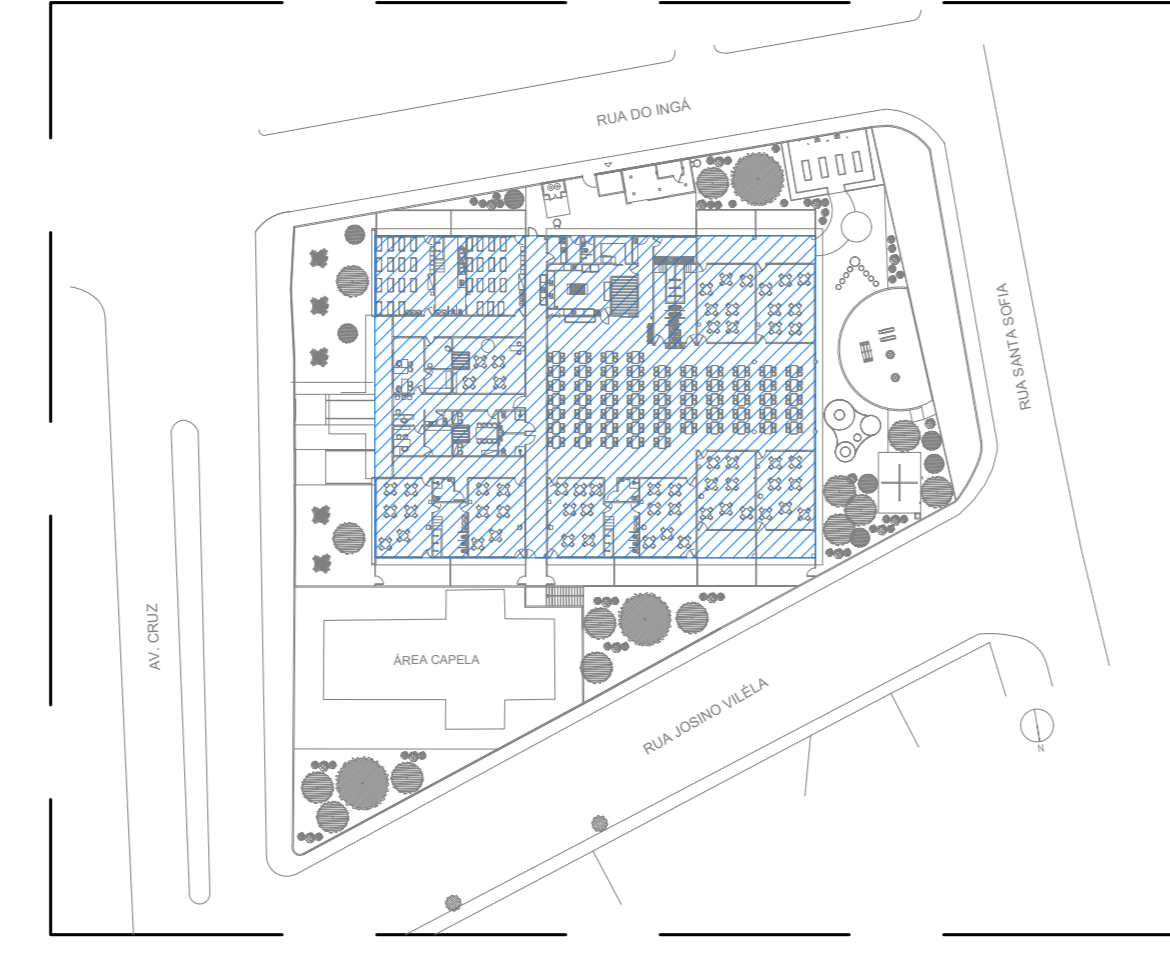 RUA DO INGÁ
RUA SANTA SOFIA
AV. CRUZ
ÁREA CAPELA
RUA JOSINO VILÉLA
N